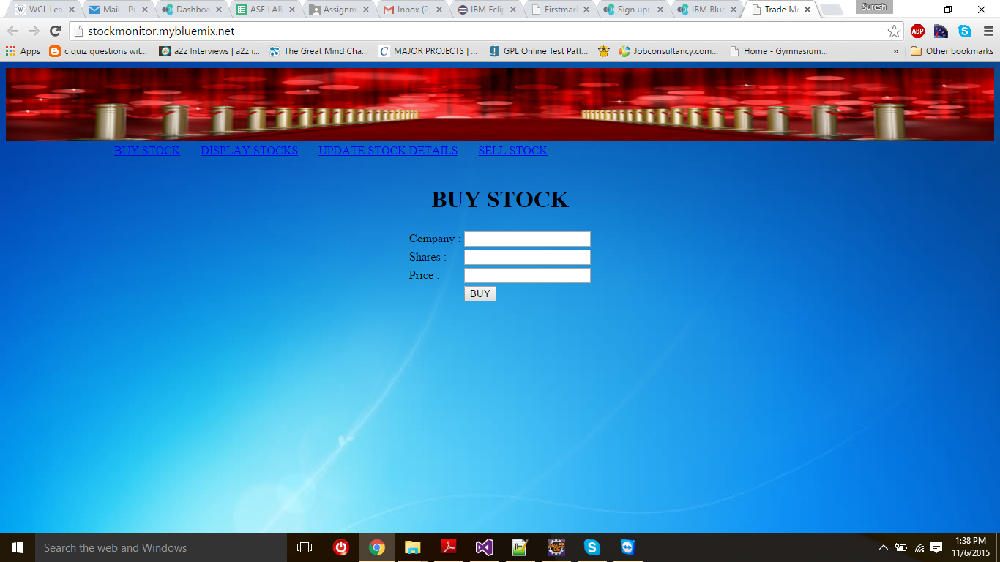 WCL Lea
Mail - Pu
Dashboa
ASE LAB
Assignm
Inbox (2,
IBM Eclip
Firstmark
Sign up:
IBM Blue
Trade Mo
Suresh
stockmonitor.mybluemix.net
ABP
Apps
c quiz questions wit...
a2z Interviews | a2z i...
The Great Mind Cha...
MAJOR PROJECTS | ...
GPL Online Test Patt...
Jobconsultancy.com...
Home - Gymnasium...
»
Other bookmarks
BUY STOCK DISPLAY STOCKS UPDATE STOCK DETAILS SELL STOCK
BUY STOCK
Company :
Shares :
Price :
BUY
Search the web and Windows
1:38 PM
11/6/2015